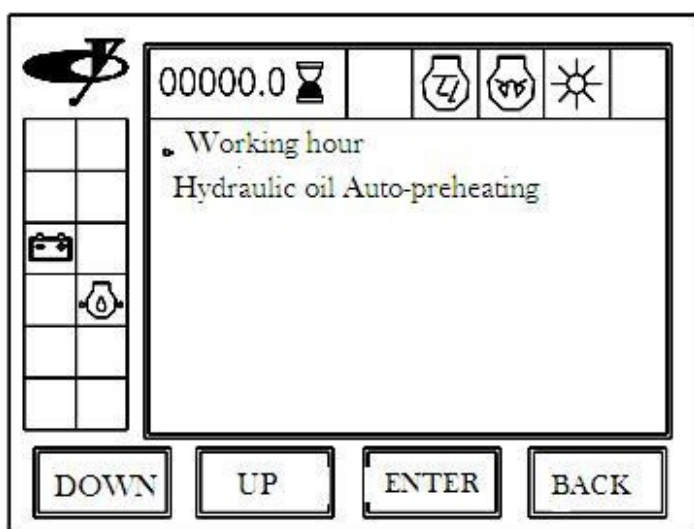 00000.0
Working hour
Hydraulic oil Auto-preheating
DOWN UP ENTER BACK